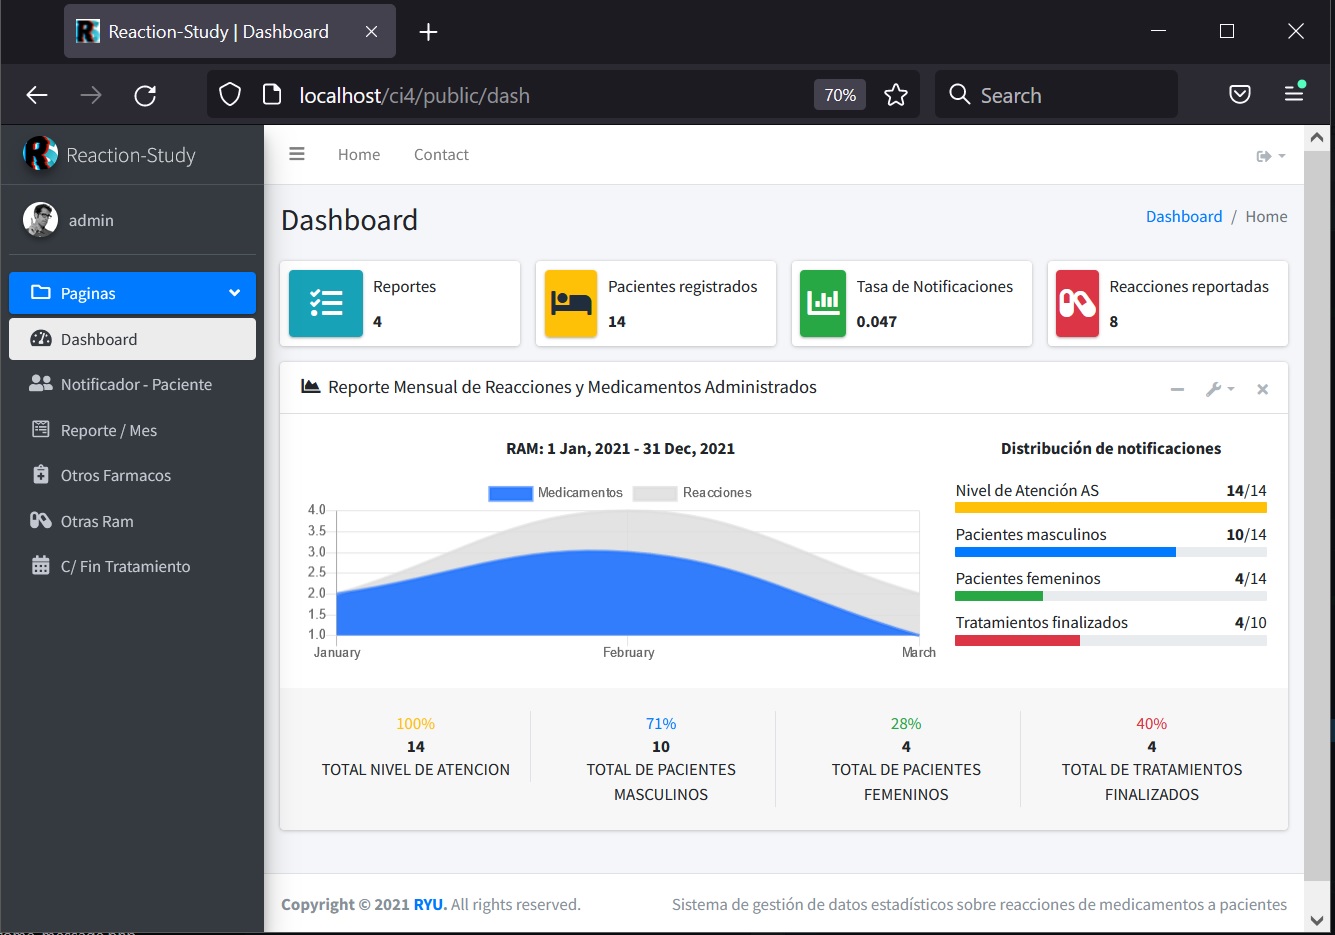 Reaction-Study | Dashboard
localhost/ci4/public/dash
70%
Search
Reaction-Study
Home
Contact
admin
Dashboard
Dashboard / Home
Paginas
Dashboard
Notificador - Paciente
Reporte / Mes
Otros Farmacos
Otras Ram
C/ Fin Tratamiento
Reportes
4
Pacientes registrados
14
Tasa de Notificaciones
0.047
Reacciones reportadas
8
Reporte Mensual de Reacciones y Medicamentos Administrados
RAM: 1 Jan, 2021 - 31 Dec, 2021
Medicamentos
Reacciones
4.0
3.5
3.0
2.5
2.0
1.5
1.0
January
February
March
Distribución de notificaciones
Nivel de Atención AS 14/14
Pacientes masculinos 10/14
Pacientes femeninos 4/14
Tratamientos finalizados 4/10
100%
14
TOTAL NIVEL DE ATENCION
71%
10
TOTAL DE PACIENTES
MASCULINOS
28%
4
TOTAL DE PACIENTES
FEMENINOS
40%
4
TOTAL DE TRATAMIENTOS
FINALIZADOS
Copyright © 2021 RYU. All rights reserved.
Sistema de gestión de datos estadísticos sobre reacciones de medicamentos a pacientes